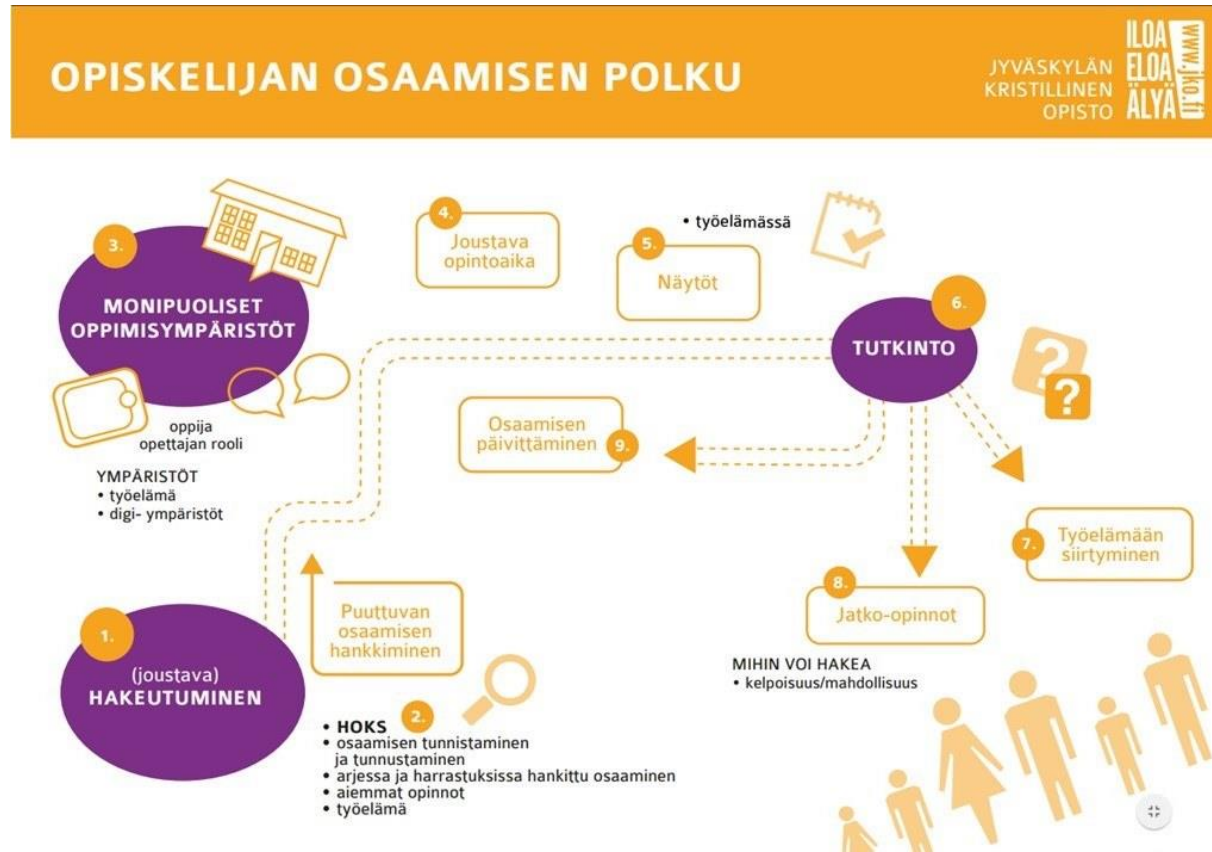 OPISKELIJAN OSAAMISEN POLKU
JYVÄSKYLÄN
KRISTILLINEN
OPISTO
ILOA
ELOA
ÄLYÄ
www.jko.fi
3.
MONIPUOLISET
OPPIMISYMPÄRISTÖT
oppija
opettajan rooli
YMPÄRISTÖT
• työelämä
• digi- ympäristöt
4.
Joustava
opintoaika
• työelämässä
5.
Näytöt
6.
TUTKINTO
?
?
Osaamisen
päivittäminen
9.
7.
Työelämään
siirtyminen
8.
Jatko-opinnot
MIHIN VOI HAKEA
• kelpoisuus/mahdollisuus
1.
(joustava)
HAKEUTUMINEN
Puuttuvan
osaamisen
hankkiminen
2.
• HOKS
• osaamisen tunnistaminen
ja tunnustaminen
• arjessa ja harrastuksissa hankittu osaaminen
• aiemmat opinnot
• työelämä